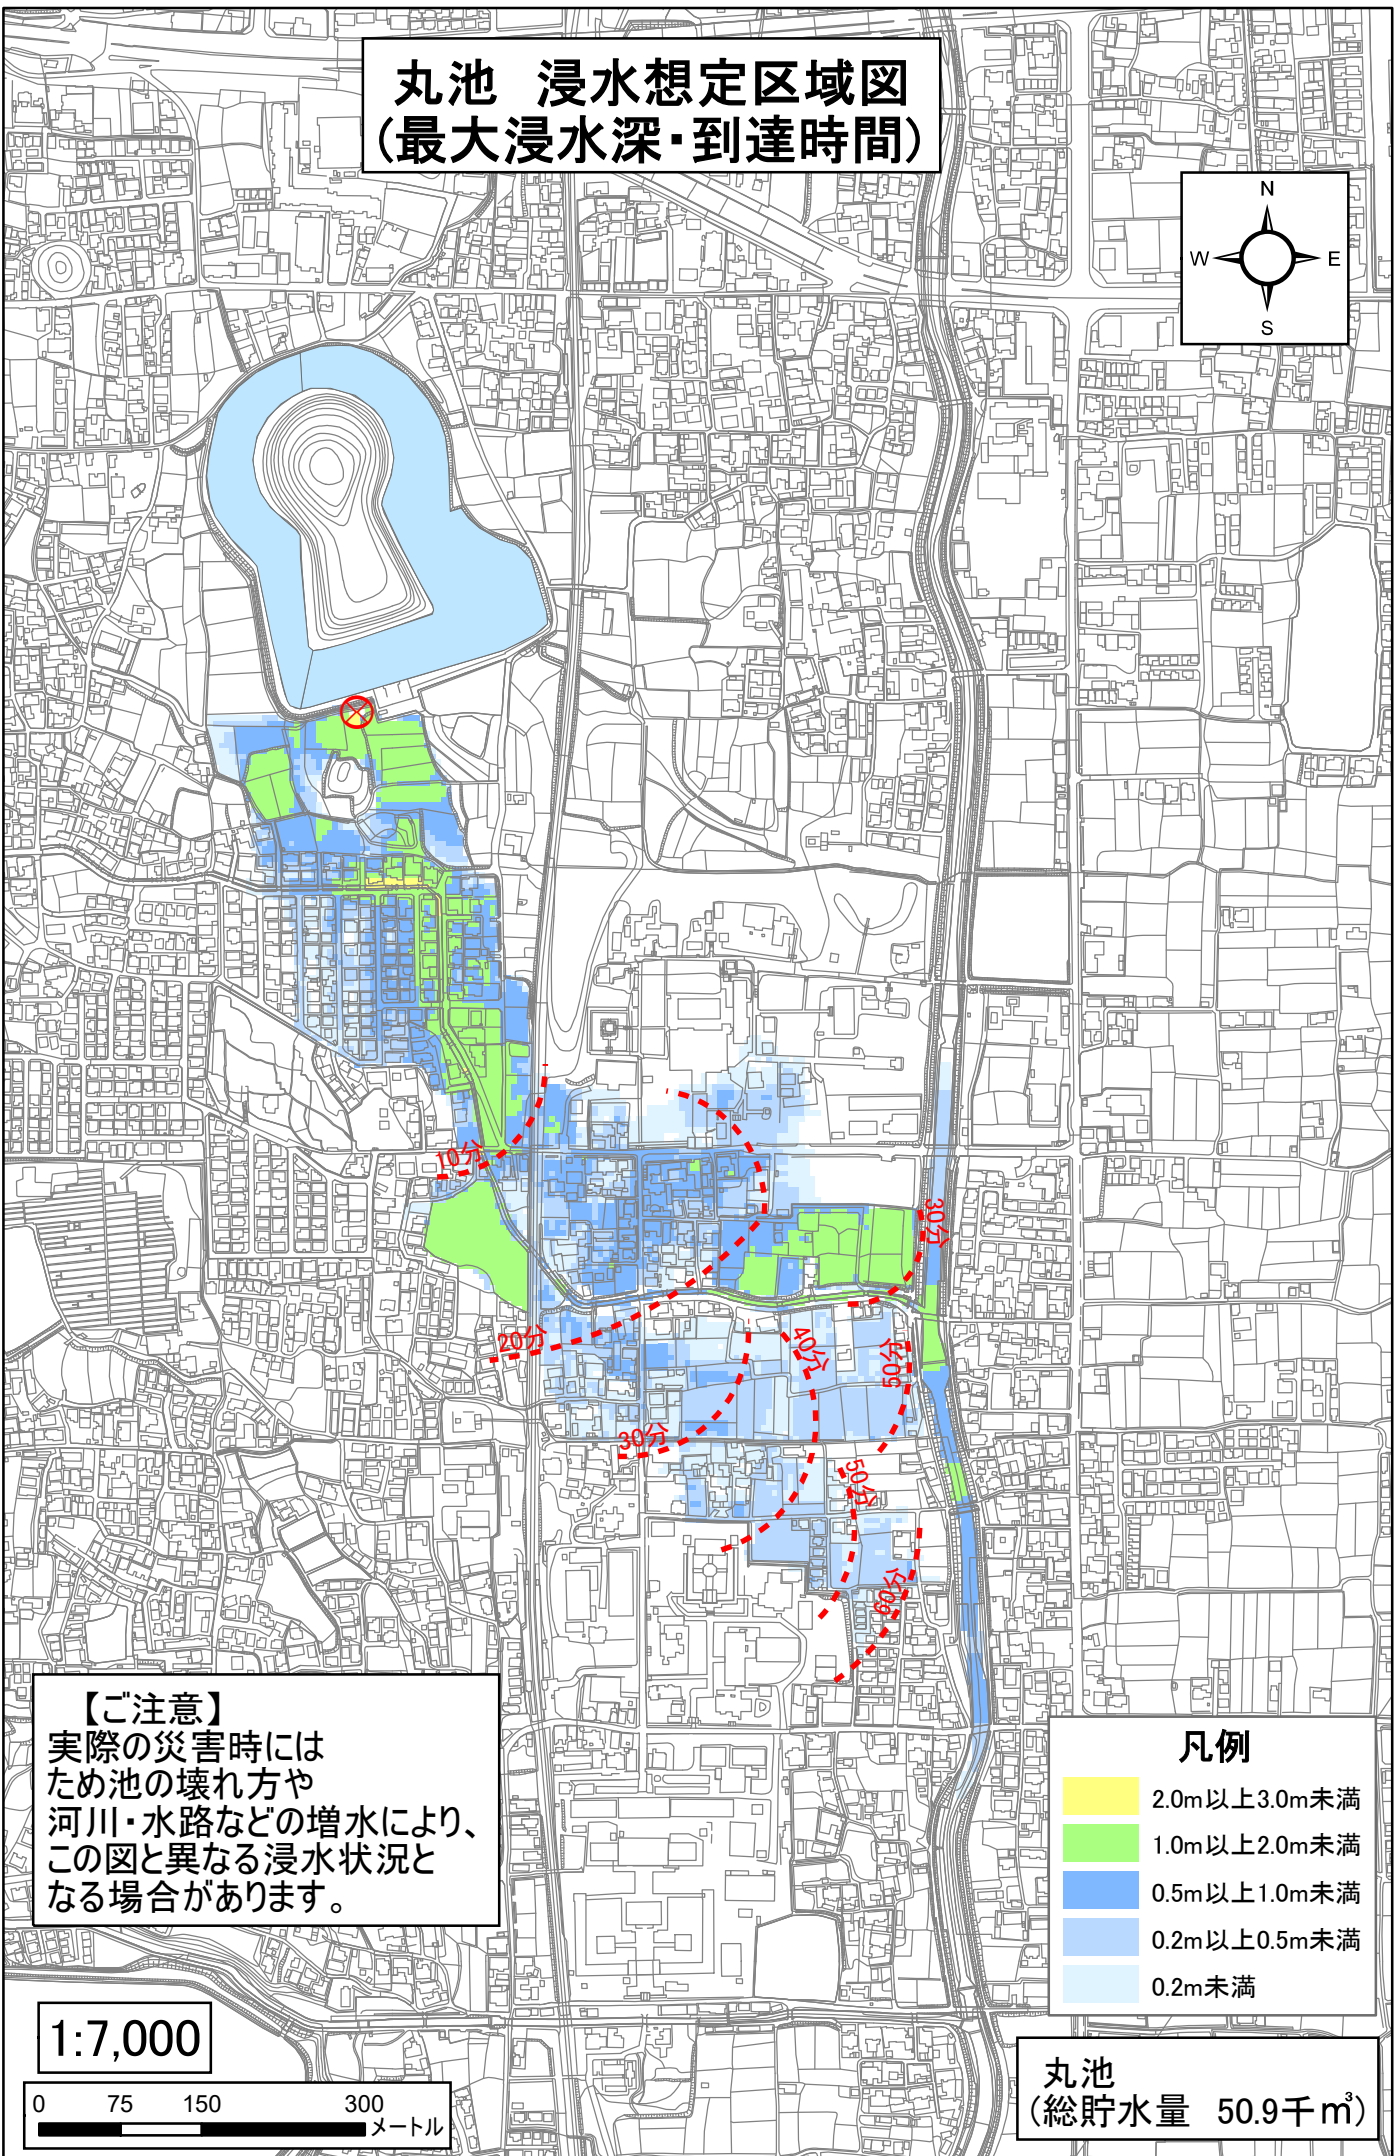 丸池 浸水想定区域図
(最大浸水深・到達時間)
N
W
E
S
10分
30分
20分
40分
50分
30分
50分
60分
【ご注意】
実際の災害時には
ため池の壊れ方や
河川・水路などの増水により、
この図と異なる浸水状況と
なる場合があります。
凡例
2.0m以上3.0m未満
1.0m以上2.0m未満
0.5m以上1.0m未満
0.2m以上0.5m未満
0.2m未満
1:7,000
0 75 150 300
メートル
丸池
(総貯水量 50.9千㎥)